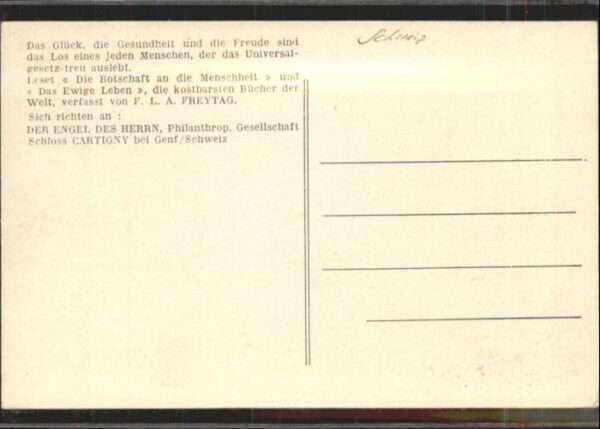 Schweiz
Das Glück, die Gesundheit und die Freude sind
das Los eines jeden Menschen, der das Universal-
gesetz treu auslebt.
Leset « Die Botschaft an die Menschheit » und
« Das Ewige Leben », die kostbarsten Bücher der
Welt, verfasst von F. L. A. FREYTAG.
Sich richten an :
DER ENGEL DES HERRN, Philanthrop. Gesellschaft
Schloss CARTIGNY bei Genf/Schweiz